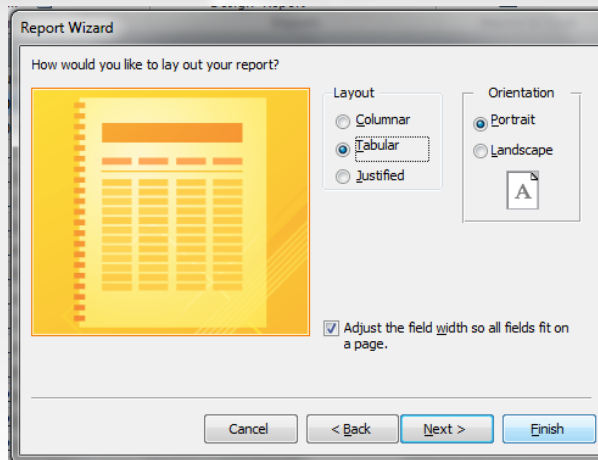 Report Wizard
How would you like to lay out your report?
Layout
Columnar
Tabular
Justified
Orientation
Portrait
Landscape
A
Adjust the field width so all fields fit on
a page.
Cancel
< Back
Next >
Finish